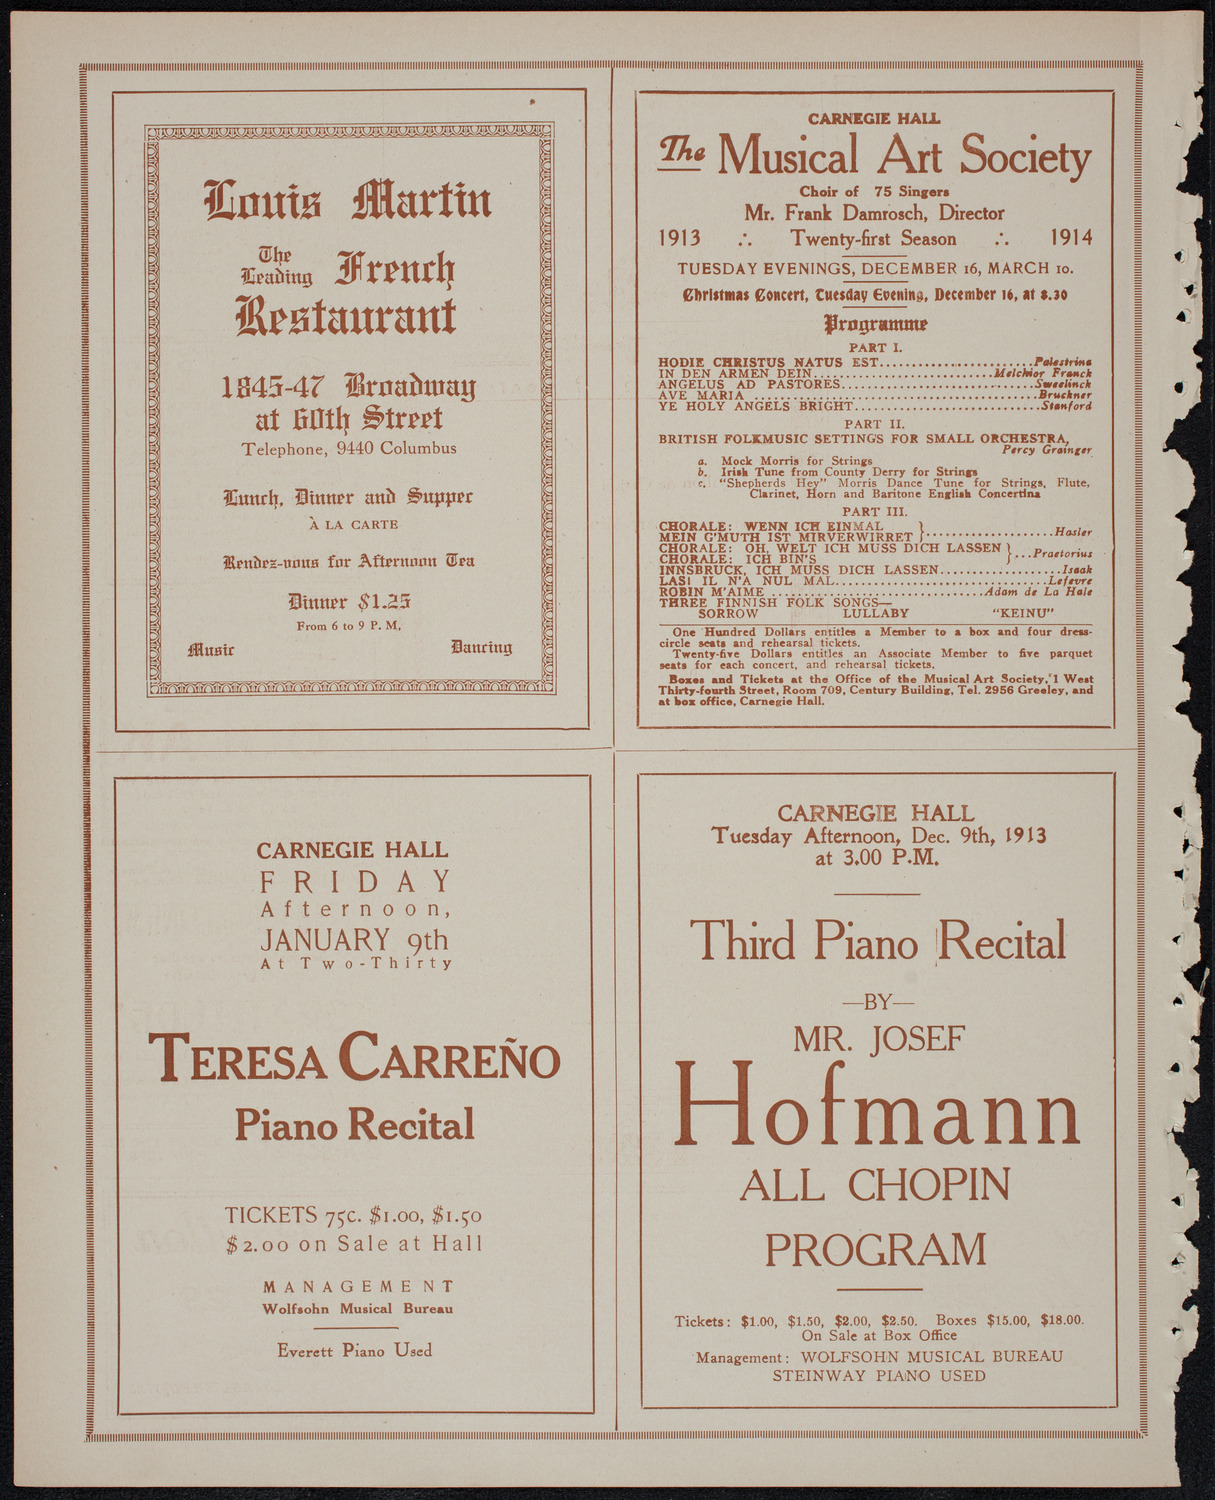 Louis Martin
The Leading French
Restaurant
1845-47 Broadway
at 60th Street
Telephone, 9440 Columbus
Lunch, Dinner and Supper
À LA CARTE
Rendez-vous for Afternoon Tea
Dinner $1.25
From 6 to 9 P. M.
Music Dancing
CARNEGIE HALL
The Musical Art Society
Choir of 75 Singers
Mr. Frank Damrosch, Director
1913 ∴ Twenty-first Season ∴ 1914
TUESDAY EVENINGS, DECEMBER 16, MARCH 10.
Christmas Concert, Tuesday Evening, December 16, at 8.30
Programme
PART I.
HODIE CHRISTUS NATUS EST......................Palestrina
IN DEN ARMEN DEIN..........................Melchior Franck
ANGELUS AD PASTORES............................Sweelinck
AVE MARIA .........................................Bruckner
YE HOLY ANGELS BRIGHT...........................Stanford
PART II.
BRITISH FOLKMUSIC SETTINGS FOR SMALL ORCHESTRA,
Percy Grainger
a. Mock Morris for Strings
b. Irish Tune from County Derry for Strings
c. "Shepherds Hey" Morris Dance Tune for Strings, Flute,
Clarinet, Horn and Baritone English Concertina
PART III.
CHORALE: WENN ICH EINMAL }
MEIN G'MUTH IST MIRVERWIRRET }...................Hasler
CHORALE: OH, WELT ICH MUSS DICH LASSEN }
CHORALE: ICH BIN'S }...Praetorius
INNSBRUCK, ICH MUSS DICH LASSEN..................Isaak
LASI IL N'A NUL MAL...............................Lefevre
ROBIN M'AIME ...............................Adam de La Hale
THREE FINNISH FOLK SONGS—
SORROW LULLABY "KEINU"
One Hundred Dollars entitles a Member to a box and four dress-
circle seats and rehearsal tickets.
Twenty-five Dollars entitles an Associate Member to five parquet
seats for each concert, and rehearsal tickets.
Boxes and Tickets at the Office of the Musical Art Society, 1 West
Thirty-fourth Street, Room 709, Century Building, Tel. 2956 Greeley, and
at box office, Carnegie Hall.
CARNEGIE HALL
FRIDAY
Afternoon,
JANUARY 9th
At Two-Thirty
TERESA CARREÑO
Piano Recital
TICKETS 75c. $1.00, $1.50
$2.00 on Sale at Hall
MANAGEMENT
Wolfsohn Musical Bureau
Everett Piano Used
CARNEGIE HALL
Tuesday Afternoon, Dec. 9th, 1913
at 3.00 P.M.
Third Piano Recital
—BY—
MR. JOSEF
Hofmann
ALL CHOPIN
PROGRAM
Tickets: $1.00, $1.50, $2.00, $2.50. Boxes $15.00, $18.00.
On Sale at Box Office
Management: WOLFSOHN MUSICAL BUREAU
STEINWAY PIANO USED